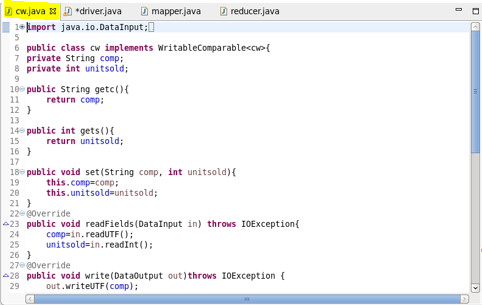 cw.java *driver.java mapper.java reducer.java
1 import java.io.DataInput;
5
6 public class cw implements WritableComparable<cw>{
7 private String comp;
8 private int unitsold;
9
10 public String getc(){
11 return comp;
12 }
13
14 public int gets(){
15 return unitsold;
16 }
17
18 public void set(String comp, int unitsold){
19 this.comp=comp;
20 this.unitsold=unitsold;
21 }
22 @Override
23 public void readFields(DataInput in) throws IOException{
24 comp=in.readUTF();
25 unitsold=in.readInt();
26 }
27 @Override
28 public void write(DataOutput out)throws IOException {
29 out.writeUTF(comp);